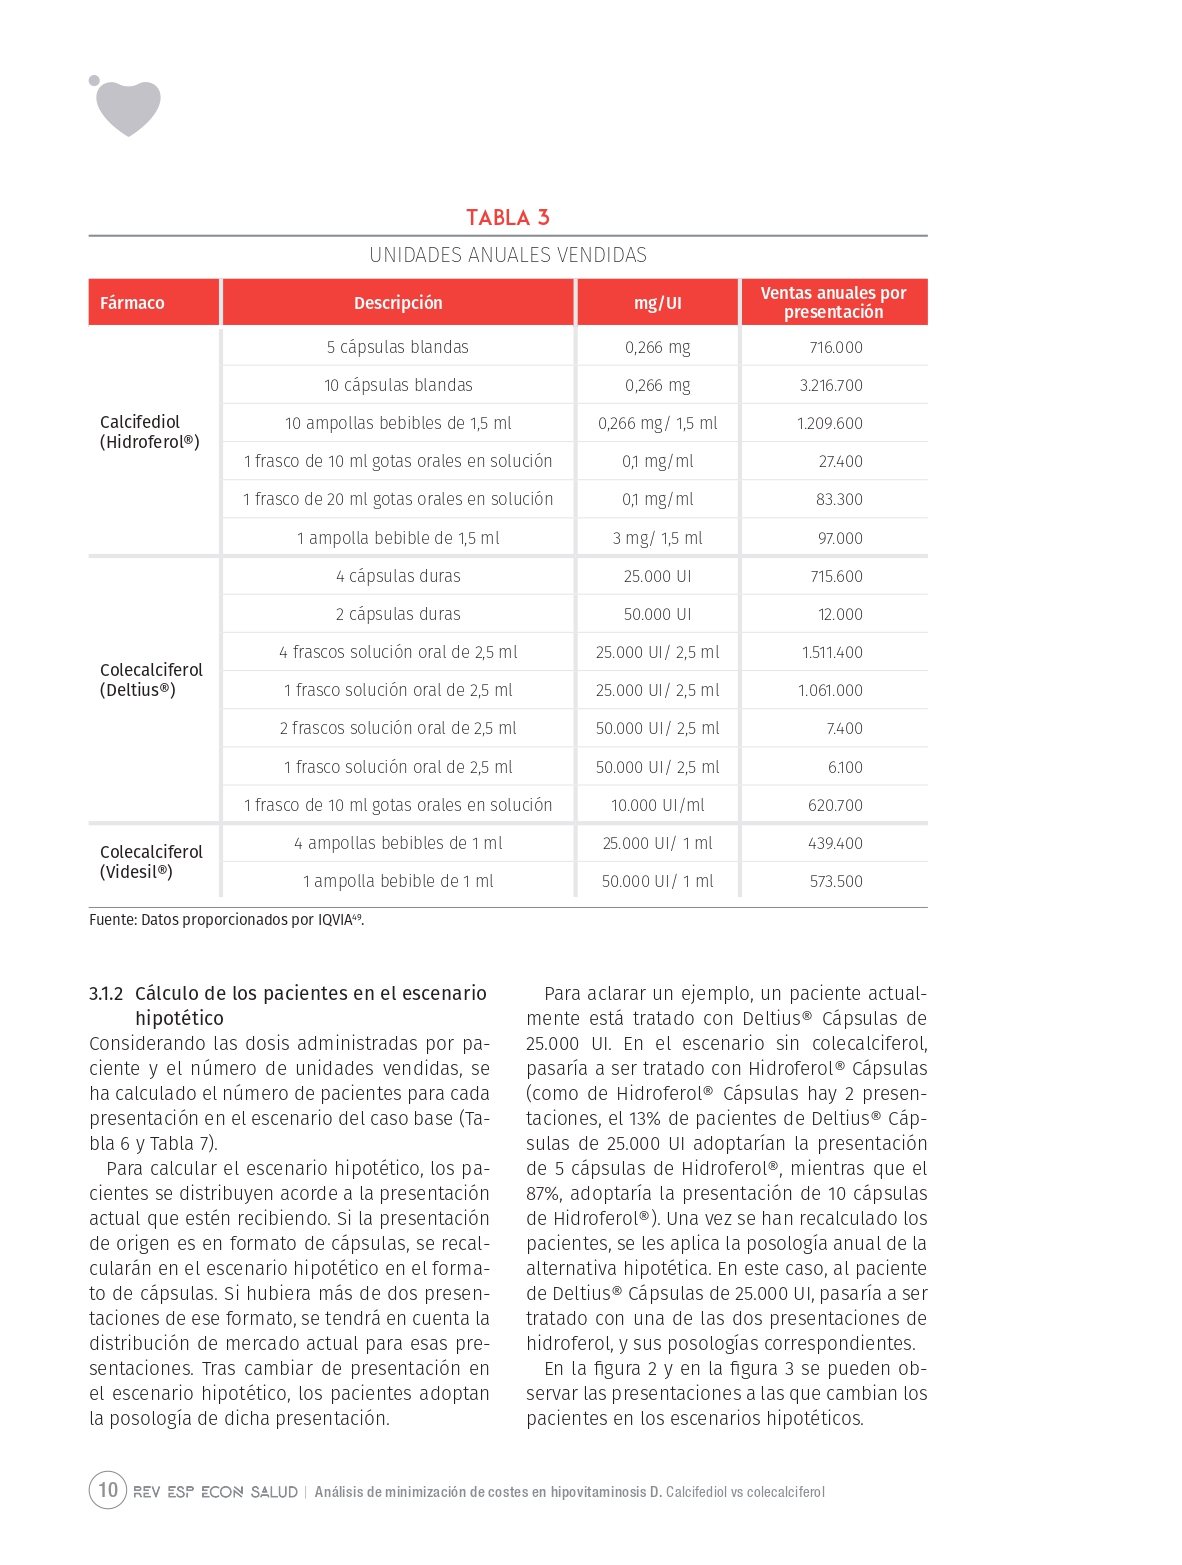 TABLA 3
UNIDADES ANUALES VENDIDAS
Fármaco Descripción mg/UI Ventas anuales por presentación
Calcifediol (Hidroferol®)
5 cápsulas blandas 0,266 mg 716.000
10 cápsulas blandas 0,266 mg 3.216.700
10 ampollas bebibles de 1,5 ml 0,266 mg/ 1,5 ml 1.209.600
1 frasco de 10 ml gotas orales en solución 0,1 mg/ml 27.400
1 frasco de 20 ml gotas orales en solución 0,1 mg/ml 83.300
1 ampolla bebible de 1,5 ml 3 mg/ 1,5 ml 97.000
Colecalciferol (Deltius®)
4 cápsulas duras 25.000 UI 715.600
2 cápsulas duras 50.000 UI 12.000
4 frascos solución oral de 2,5 ml 25.000 UI/ 2,5 ml 1.511.400
1 frasco solución oral de 2,5 ml 25.000 UI/ 2,5 ml 1.061.000
2 frascos solución oral de 2,5 ml 50.000 UI/ 2,5 ml 7.400
1 frasco solución oral de 2,5 ml 50.000 UI/ 2,5 ml 6.100
1 frasco de 10 ml gotas orales en solución 10.000 UI/ml 620.700
Colecalciferol (Videsil®)
4 ampollas bebibles de 1 ml 25.000 UI/ 1 ml 439.400
1 ampolla bebible de 1 ml 50.000 UI/ 1 ml 573.500
Fuente: Datos proporcionados por IQVIA⁴⁹.
3.1.2 Cálculo de los pacientes en el escenario
hipotético
Considerando las dosis administradas por pa-
ciente y el número de unidades vendidas, se
ha calculado el número de pacientes para cada
presentación en el escenario del caso base (Ta-
bla 6 y Tabla 7).
Para calcular el escenario hipotético, los pa-
cientes se distribuyen acorde a la presentación
actual que estén recibiendo. Si la presentación
de origen es en formato de cápsulas, se recal-
cularán en el escenario hipotético en el forma-
to de cápsulas. Si hubiera más de dos presen-
taciones de ese formato, se tendrá en cuenta la
distribución de mercado actual para esas pre-
sentaciones. Tras cambiar de presentación en
el escenario hipotético, los pacientes adoptan
la posología de dicha presentación.
Para aclarar un ejemplo, un paciente actual-
mente está tratado con Deltius® Cápsulas de
25.000 UI. En el escenario sin colecalciferol,
pasaría a ser tratado con Hidroferol® Cápsulas
(como de Hidroferol® Cápsulas hay 2 presen-
taciones, el 13% de pacientes de Deltius® Cáp-
sulas de 25.000 UI adoptarían la presentación
de 5 cápsulas de Hidroferol®, mientras que el
87%, adoptaría la presentación de 10 cápsulas
de Hidroferol®). Una vez se han recalculado los
pacientes, se les aplica la posología anual de la
alternativa hipotética. En este caso, al paciente
de Deltius® Cápsulas de 25.000 UI, pasaría a ser
tratado con una de las dos presentaciones de
hidroferol, y sus posologías correspondientes.
En la figura 2 y en la figura 3 se pueden ob-
servar las presentaciones a las que cambian los
pacientes en los escenarios hipotéticos.
10 REV ESP ECON SALUD | Análisis de minimización de costes en hipovitaminosis D. Calcifediol vs colecalciferol